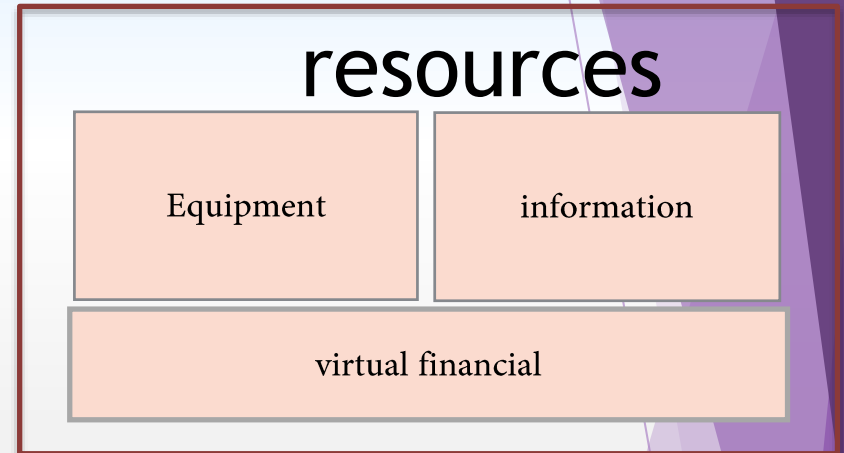 resources
Equipment
information
virtual financial